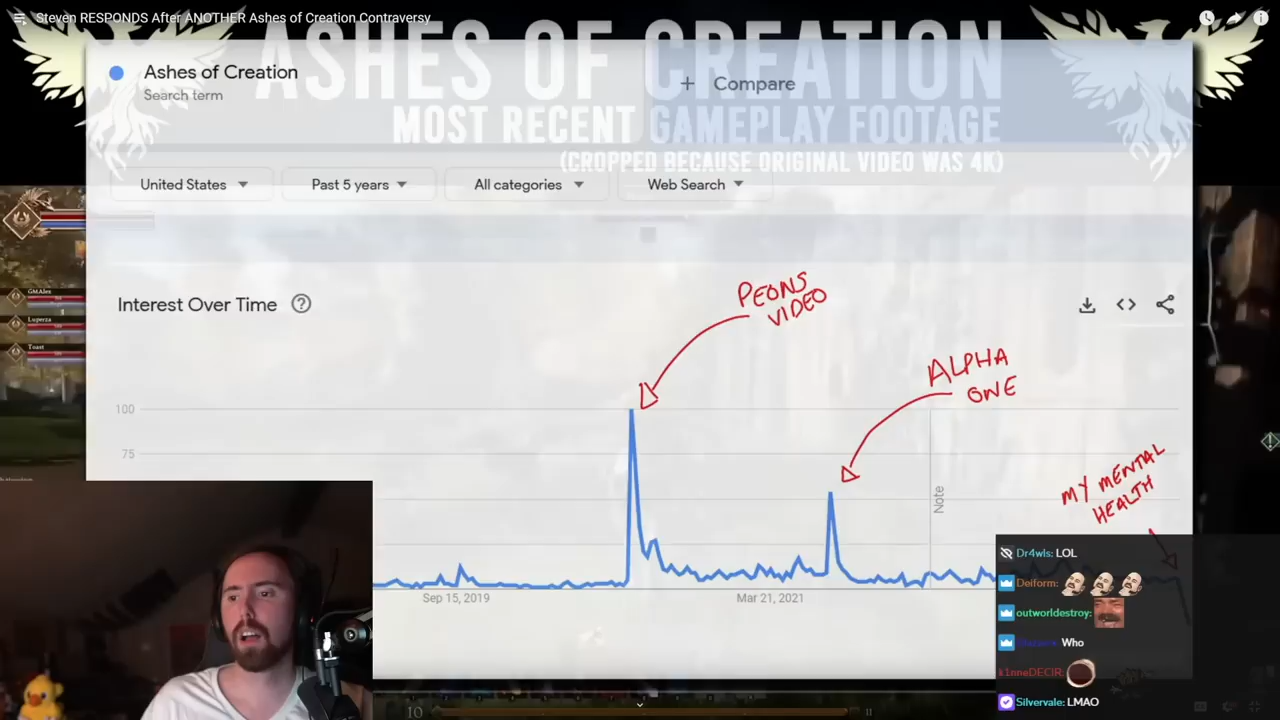 Steven RESPONDS After ANOTHER Ashes of Creation Contraversy
ASHES OF CREATION
MOST RECENT GAMEPLAY FOOTAGE
(CROPPED BECAUSE ORIGINAL VIDEO WAS 4K)
Ashes of Creation
Search term
+ Compare
United States
Past 5 years
All categories
Web Search
GMAlex
Luperza
Toast
Interest Over Time
PEONS
VIDEO
ALPHA
ONE
MY MENTAL
HEALTH
100
75
Note
Sep 15, 2019
Mar 21, 2021
Dr4wls: LOL
Deiform:
outworldestroy:
Who
k1nneDECIR:
Silvervale: LMAO
10